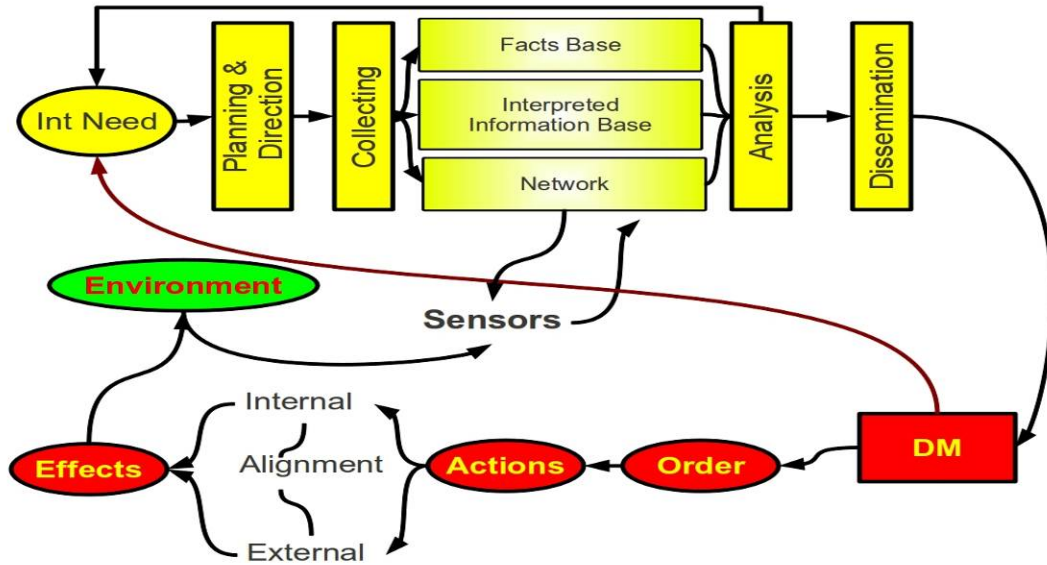 Int Need
Planning &
Direction
Collecting
Facts Base
Interpreted
Information Base
Network
Analysis
Dissemination
Environment
Sensors
Internal
Alignment
External
Effects
Actions
Order
DM